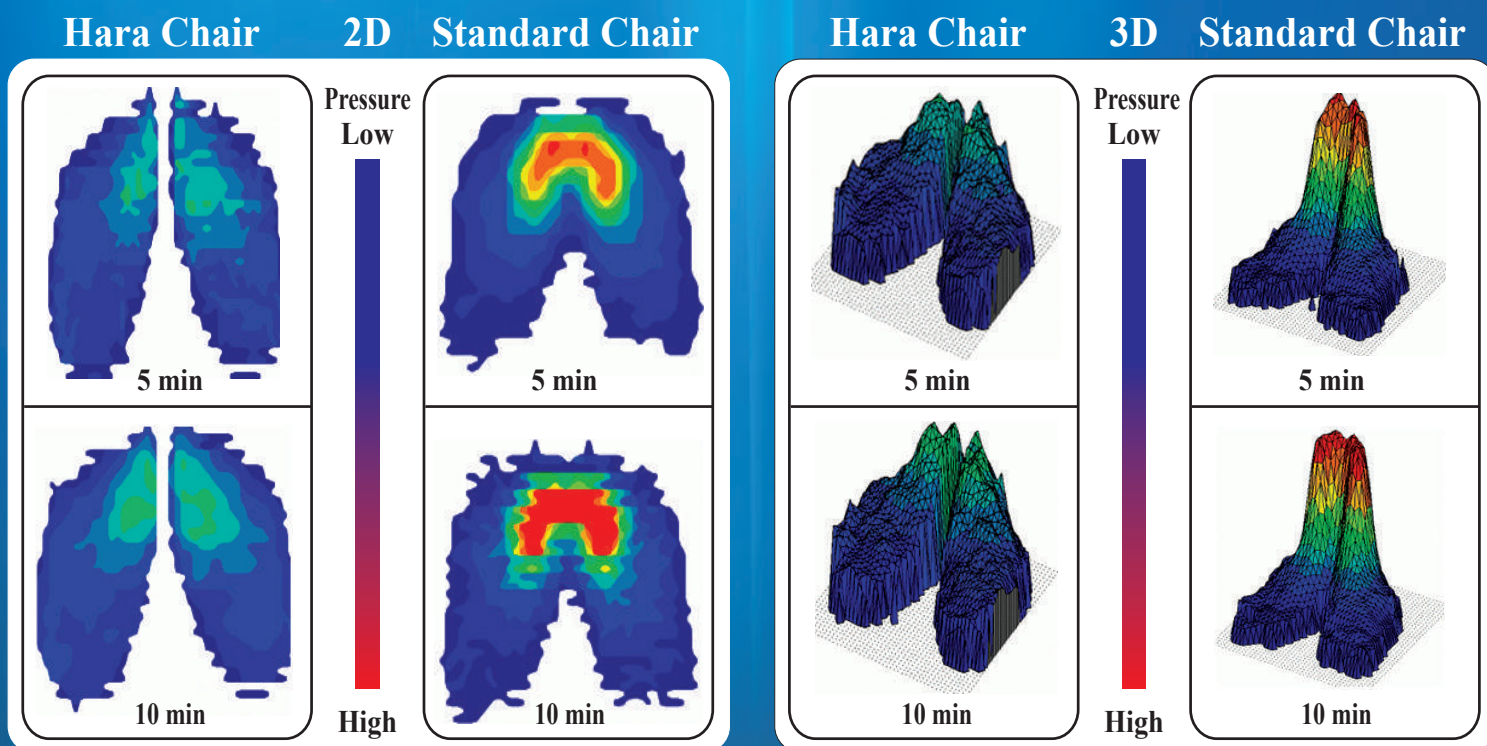 Hara Chair 2D Standard Chair
Pressure
Low
5 min
5 min
10 min
High
10 min
Hara Chair 3D Standard Chair
Pressure
Low
5 min
5 min
10 min
High
10 min